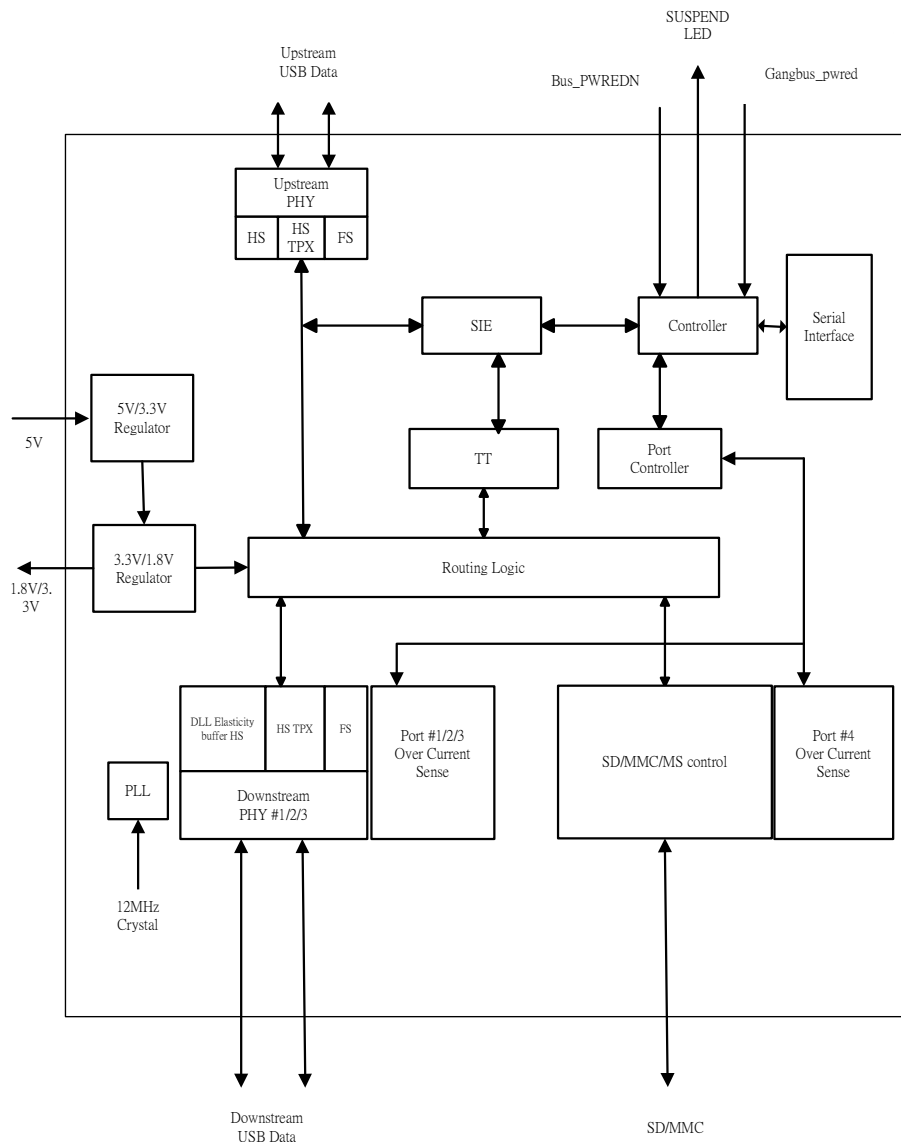 SUSPEND
LED
Upstream
USB Data
Bus_PWREDN
Gangbus_pwred
Upstream
PHY
HS
HS
TPX
FS
SIE
Controller
Serial
Interface
5V/3.3V
Regulator
5V
TT
Port
Controller
3.3V/1.8V
Regulator
1.8V/3.
3V
Routing Logic
DLL Elasticity
buffer HS
HS TPX
FS
Port #1/2/3
Over Current
Sense
SD/MMC/MS control
Port #4
Over Current
Sense
PLL
Downstream
PHY #1/2/3
12MHz
Crystal
Downstream
USB Data
SD/MMC